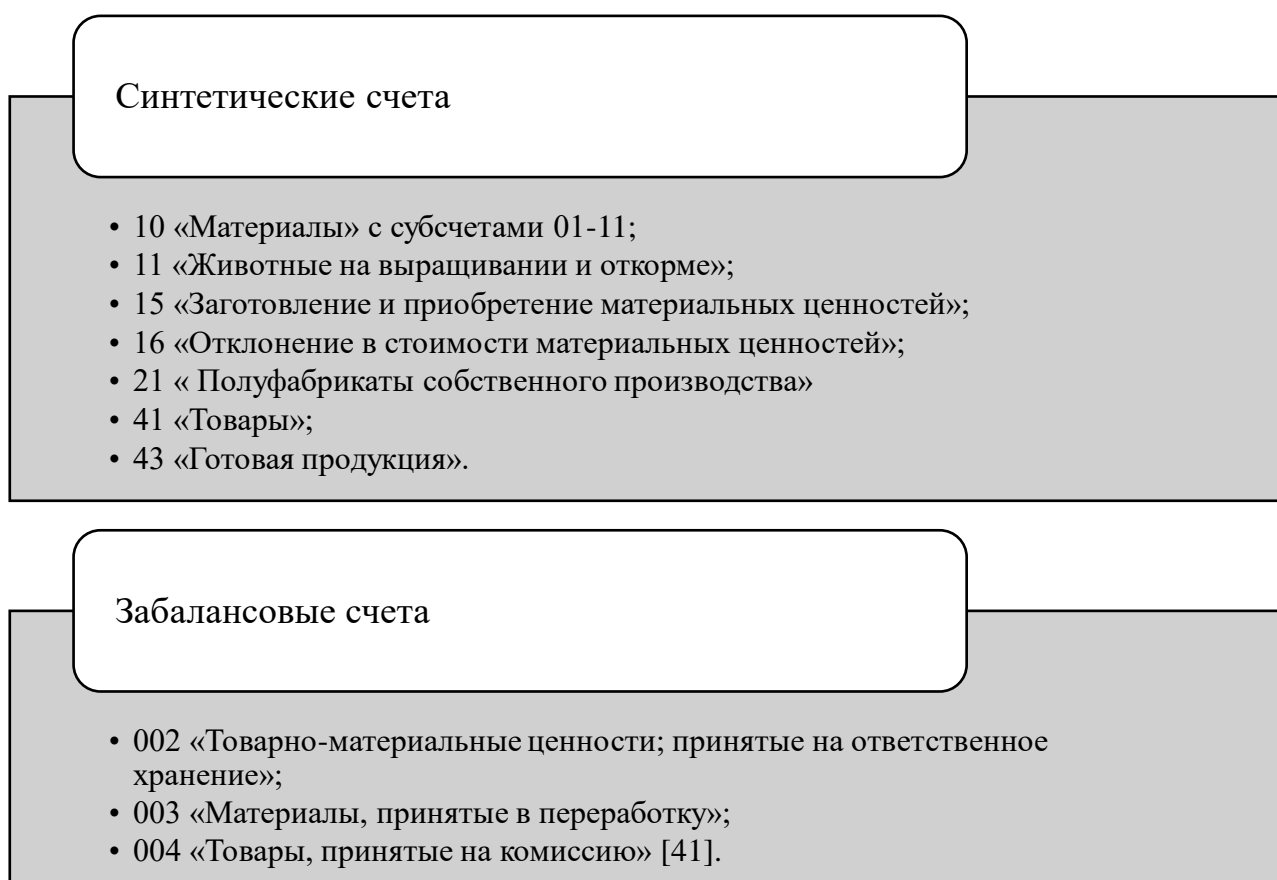 Синтетические счета
• 10 «Материалы» с субсчетами 01-11;
• 11 «Животные на выращивании и откорме»;
• 15 «Заготовление и приобретение материальных ценностей»;
• 16 «Отклонение в стоимости материальных ценностей»;
• 21 « Полуфабрикаты собственного производства»
• 41 «Товары»;
• 43 «Готовая продукция».
Забалансовые счета
• 002 «Товарно-материальные ценности; принятые на ответственное
хранение»;
• 003 «Материалы, принятые в переработку»;
• 004 «Товары, принятые на комиссию» [41].